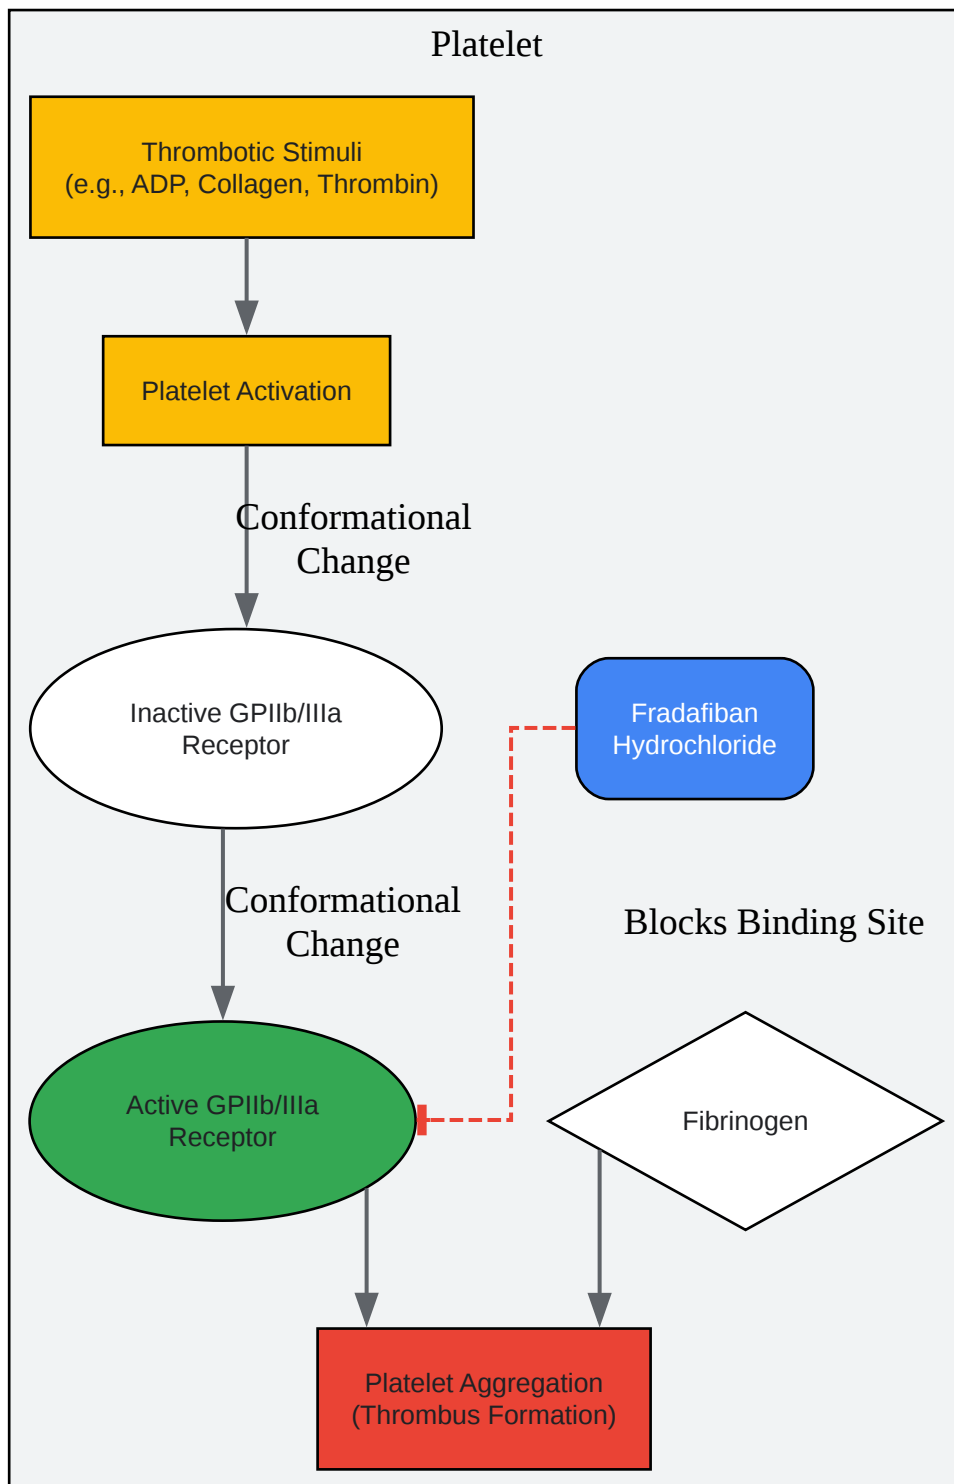 Platelet
Thrombotic Stimuli
(e.g., ADP, Collagen, Thrombin)
Platelet Activation
Conformational
Change
Inactive GPIIb/IIIa
Receptor
Fradafiban
Hydrochloride
Conformational
Change
Blocks Binding Site
Active GPIIb/IIIa
Receptor
Fibrinogen
Platelet Aggregation
(Thrombus Formation)